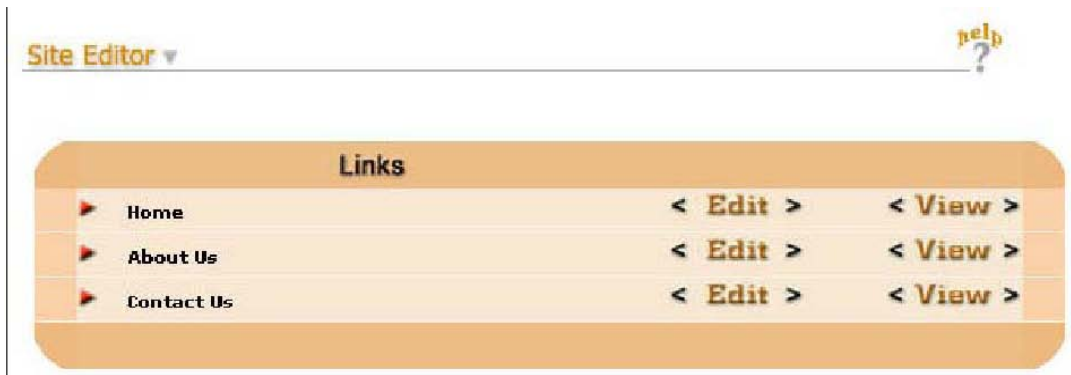 help
Site Editor
?
Links
Home < Edit > < View >
About Us < Edit > < View >
Contact Us < Edit > < View >